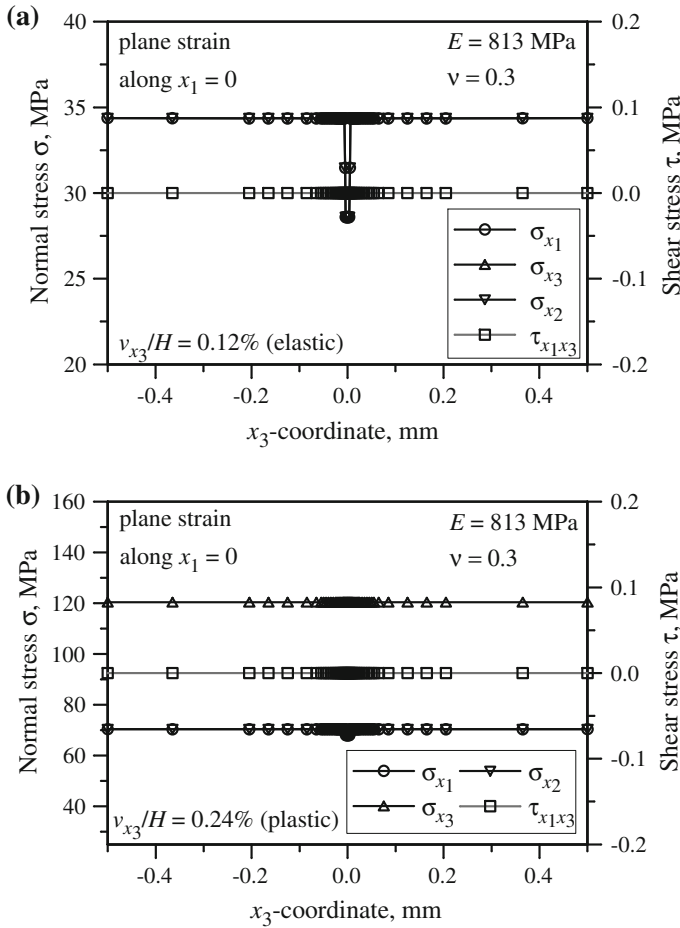 (a)
40
35
30
25
20
Normal stress σ, MPa
plane strain
along x₁ = 0
E = 813 MPa
ν = 0.3
0.2
0.1
0.0
-0.1
-0.2
Shear stress τ, MPa
σx₁
σx₃
σx₂
τx₁x₃
vx₃/H = 0.12% (elastic)
-0.4 -0.2 0.0 0.2 0.4
x₃-coordinate, mm
(b)
160
140
120
100
80
60
40
Normal stress σ, MPa
plane strain
along x₁ = 0
E = 813 MPa
ν = 0.3
0.2
0.1
0.0
-0.1
-0.2
Shear stress τ, MPa
σx₁ σx₂
σx₃ τx₁x₃
vx₃/H = 0.24% (plastic)
-0.4 -0.2 0.0 0.2 0.4
x₃-coordinate, mm